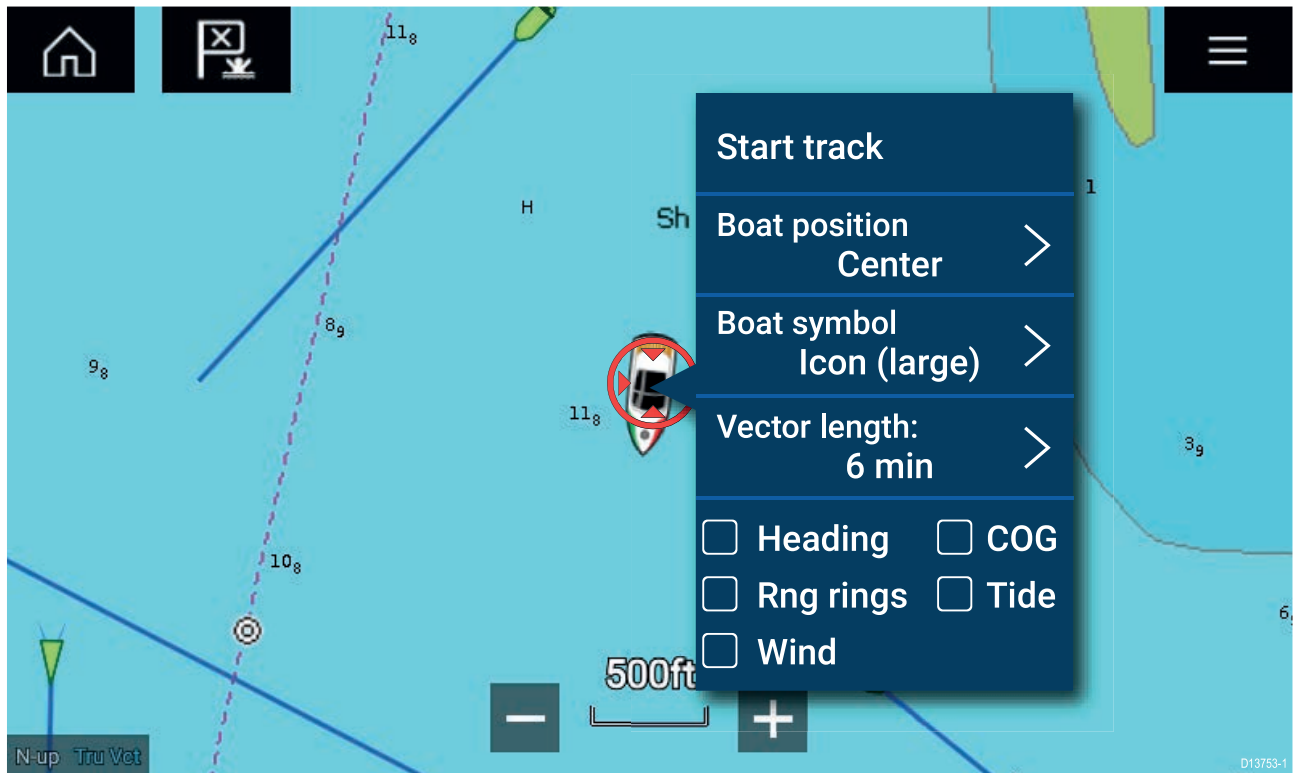 11₈
Start track
1
H
Sh
Boat position
Center
8₉
Boat symbol
Icon (large)
9₈
11₈
Vector length:
6 min
3₉
Heading
COG
10₈
Rng rings
Tide
6
Wind
500ft
N-up Tru Vct
D13753-1